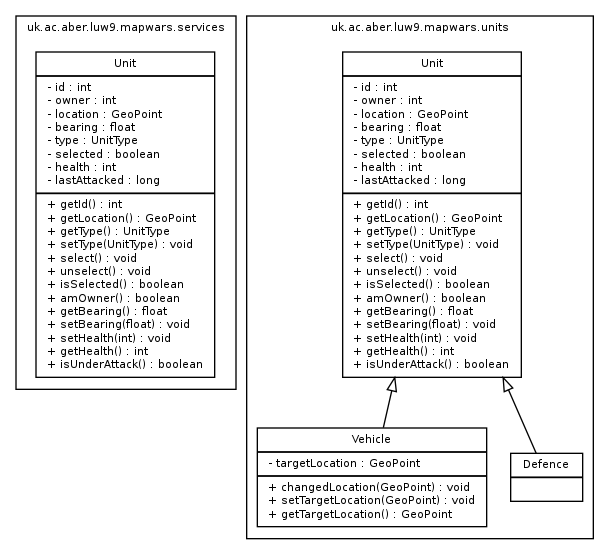 uk.ac.aber.luw9.mapwars.services
Unit
- id : int
- owner : int
- location : GeoPoint
- bearing : float
- type : UnitType
- selected : boolean
- health : int
- lastAttacked : long
+ getId() : int
+ getLocation() : GeoPoint
+ getType() : UnitType
+ setType(UnitType) : void
+ select() : void
+ unselect() : void
+ isSelected() : boolean
+ amOwner() : boolean
+ getBearing() : float
+ setBearing(float) : void
+ setHealth(int) : void
+ getHealth() : int
+ isUnderAttack() : boolean
uk.ac.aber.luw9.mapwars.units
Unit
- id : int
- owner : int
- location : GeoPoint
- bearing : float
- type : UnitType
- selected : boolean
- health : int
- lastAttacked : long
+ getId() : int
+ getLocation() : GeoPoint
+ getType() : UnitType
+ setType(UnitType) : void
+ select() : void
+ unselect() : void
+ isSelected() : boolean
+ amOwner() : boolean
+ getBearing() : float
+ setBearing(float) : void
+ setHealth(int) : void
+ getHealth() : int
+ isUnderAttack() : boolean
Vehicle
- targetLocation : GeoPoint
+ changedLocation(GeoPoint) : void
+ setTargetLocation(GeoPoint) : void
+ getTargetLocation() : GeoPoint
Defence